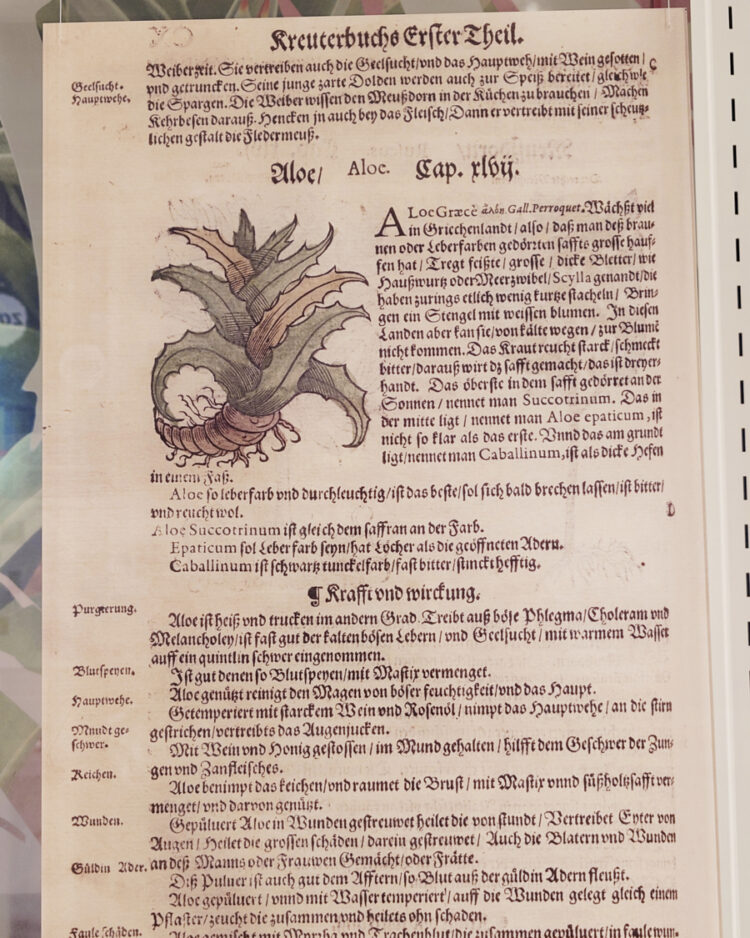 Kreuterbuchs Erster Theil.
Weiberzeit. Sie vertreiben auch die Geelsucht/vnd das Hauptweh/mit Wein gesotten/
Geelsucht.
vnd getruncken. Seine junge zarte Dolden werden auch zur Speiß bereitet/gleich wie
Hauptwehe.
die Spargen. Die Weiber wissen den Meußdorn in der Küchen zu brauchen/ Machen
Kehrbesen darauß. Hencken jn auch bey das Fleisch/Dann er vertreibt mit seiner scheutz-
lichen gestalt die Fledermeuß.
Aloe/ Aloe. Cap. xlvij.
ALoe Græcè ἀλόη. Gall. Perroquet. Wächßt viel
in Griechenlandt/also/daß man deß brau-
nen oder Leberfarben gedörrten saffts grosse hauf-
fen hat/Tregt feißte/grosse/dicke Bletter/wie
Haußwurtz oder Meerzwibel/Scylla genandt/die
haben zurings etlich wenig kurtze stacheln/ Brin-
gen ein Stengel mit weissen blumen. In diesen
Landen aber kan sie/von kälte wegen/zur Blume
nicht kommen. Das Kraut reucht starck/schmeckt
bitter/darauß wirt dz safft gemacht/das ist dreyer-
handt. Das öberste in dem safft gedörret an der
Sonnen/nennet man Succotrinum. Das in
der mitte ligt/nennet man Aloe epaticum, ist
nicht so klar als das erste. Vnnd das am grundt
ligt/nennet man Caballinum, ist als dicke Hefen
in einem Faß.
Aloe so leberfarb vnd durchleuchtig/ist das beste/sol sich bald brechen lassen/ist bitter/
vnd reucht wol.
Aloe Succotrinum ist gleich dem saffran an der Farb.
Epaticum sol Leberfarb seyn/hat Löcher als die geöffneten Adern.
Caballinum ist schwartz tunckelfarb/fast bitter/stinckt hefftig.
¶ Krafft vnd wirckung.
Purgierung.
Aloe ist heiß vnd trucken im andern Grad. Treibt auß böse Phlegma/Choleram vnd
Melancholey/ist fast gut der kalten bösen Lebern/vnd Geelsucht/mit warmem Wasser
auff ein quintlin schwer eingenommen.
Blutspeyen.
Ist gut denen so Blutspeyen/mit Mastix vermenget.
Aloe genützt reinigt den Magen von böser feuchtigkeit/vnd das Haupt.
Hauptwehe.
Getemperiert mit starckem Wein vnd Rosenöl/nimpt das Hauptwehe/an die stirn
gestrichen/vertreibts das Augenjucken.
Mundt ge-
schwer.
Mit Wein vnd Honig gestossen/im Mund gehalten/hilfft dem Geschwer der Zun-
gen vnd Zanfleisches.
Keichen.
Aloe benimpt das keichen/vnd raumet die Brust/mit Mastix vnnd süßholtzsafft ver-
menget/vnd darvon genützt.
Wunden.
Gepülvert Aloe in Wunden gestreuwet heilet die von stundt/Vertreibet Eyter von
Augen/Heilet die grossen schäden/darein gestreuwet/ Auch die Blatern vnd Wunden
Güldin Ader.
an deß Manns oder Frauwen Gemächt/oder Frätte.
Diß Puluer ist auch gut dem Afftern/so Blut auß der güldin Adern fleußt.
Aloe gepüluert/vnnd mit Wasser temperiert/auff die Wunden gelegt gleich einem
Pflaster/zeucht die zusammen/vnd heilets ohn schaden.
Faule schäden.
Aloe gemischt mit Myrrha vnd Trachenblut/die zusammen gepüluert/in faule wun-